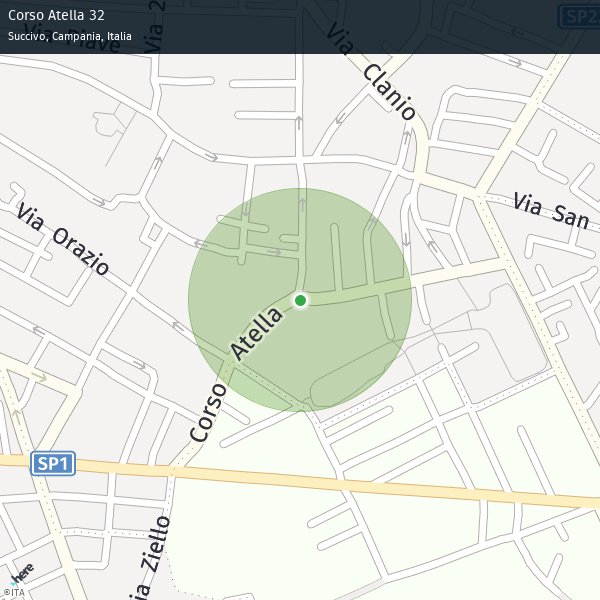 Corso Atella 32
Succivo, Campania, Italia
Via Piave
Via 2
SP2
Via Clanio
Via San
Via Orazio
Corso Atella
SP1
ia ziello
here
©ITA